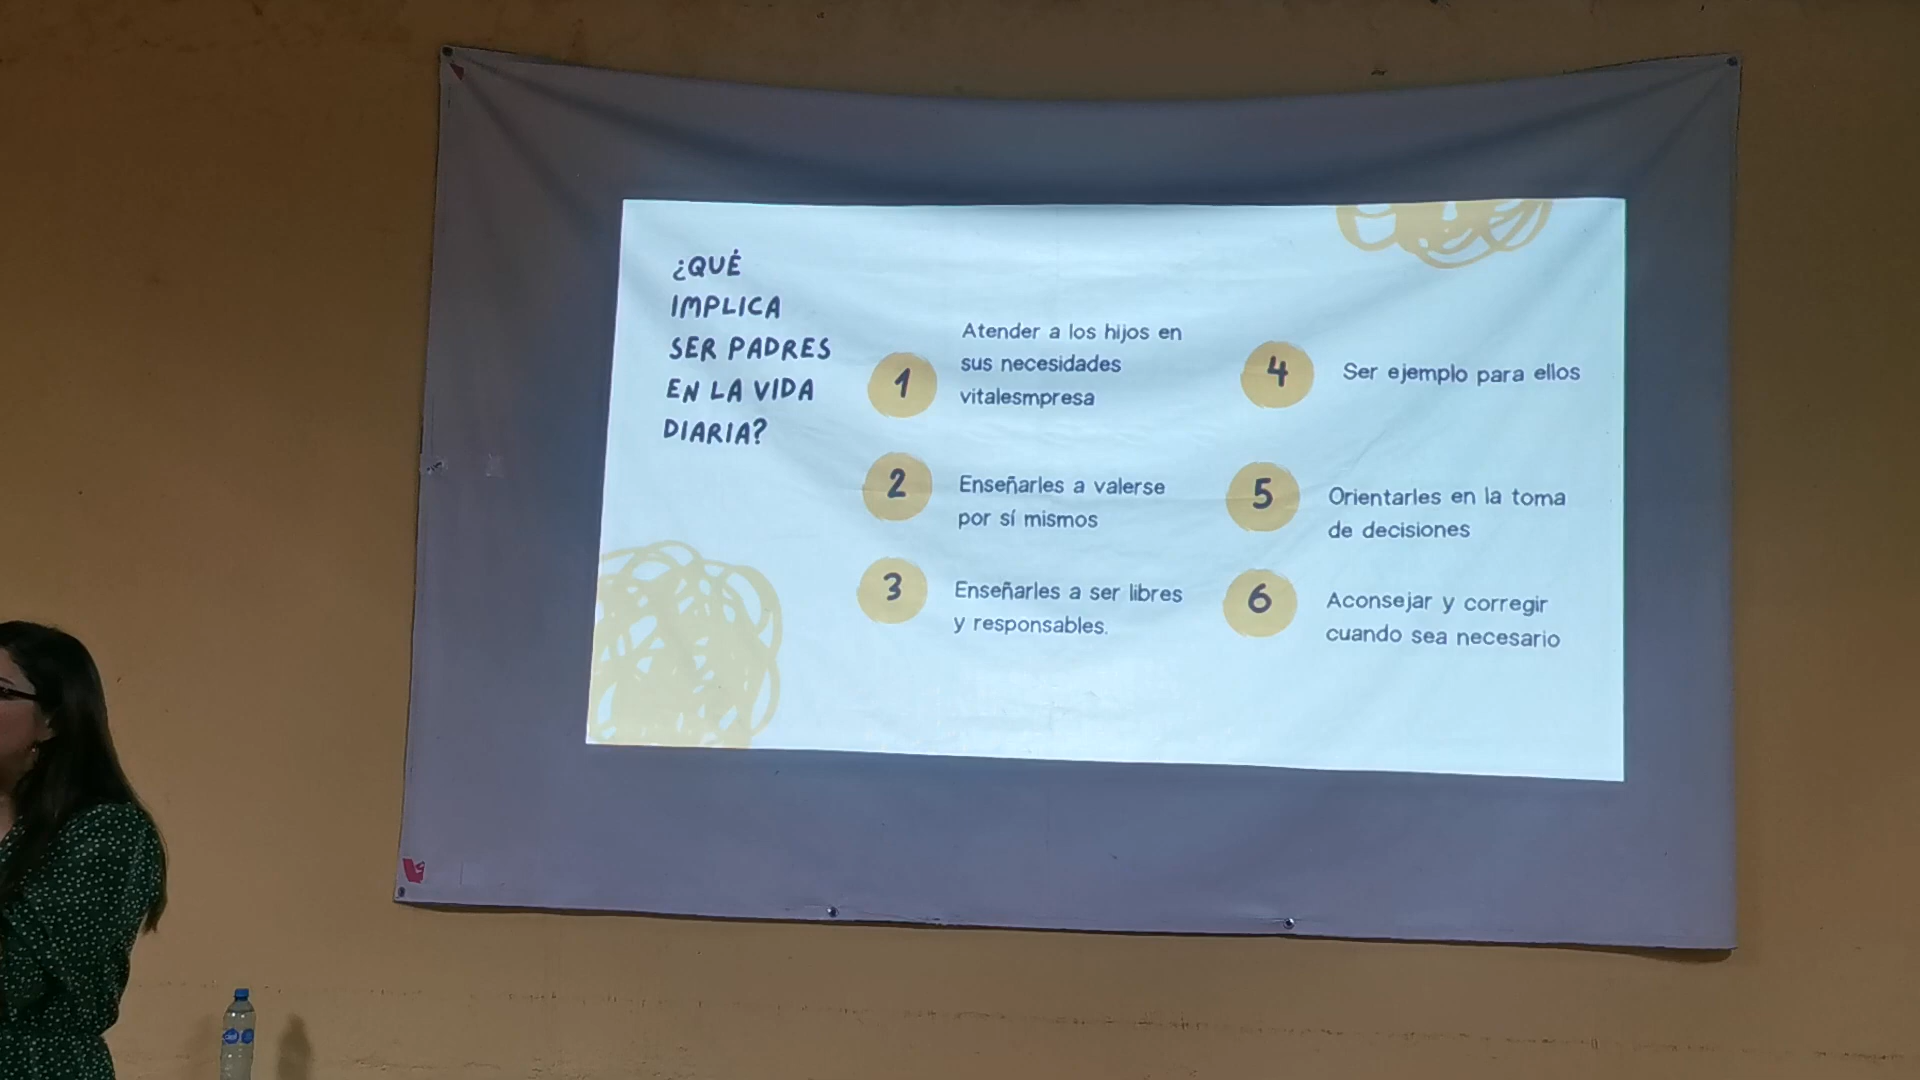 ¿QUÉ
IMPLICA
SER PADRES
EN LA VIDA
DIARIA?
1
Atender a los hijos en
sus necesidades
vitalesmpresa
2
Enseñarles a valerse
por sí mismos
3
Enseñarles a ser libres
y responsables.
4
Ser ejemplo para ellos
5
Orientarles en la toma
de decisiones
6
Aconsejar y corregir
cuando sea necesario